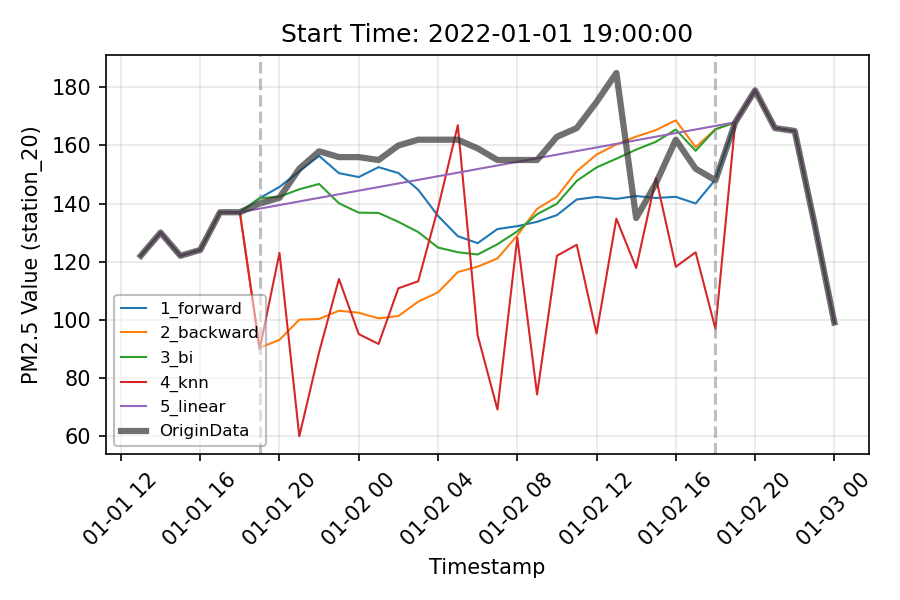 Start Time: 2022-01-01 19:00:00
PM2.5 Value (station_20)
180
160
140
120
100
80
60
1_forward
2_backward
3_bi
4_knn
5_linear
OriginData
01-01 12
01-01 16
01-01 20
01-02 00
01-02 04
01-02 08
01-02 12
01-02 16
01-02 20
01-03 00
Timestamp